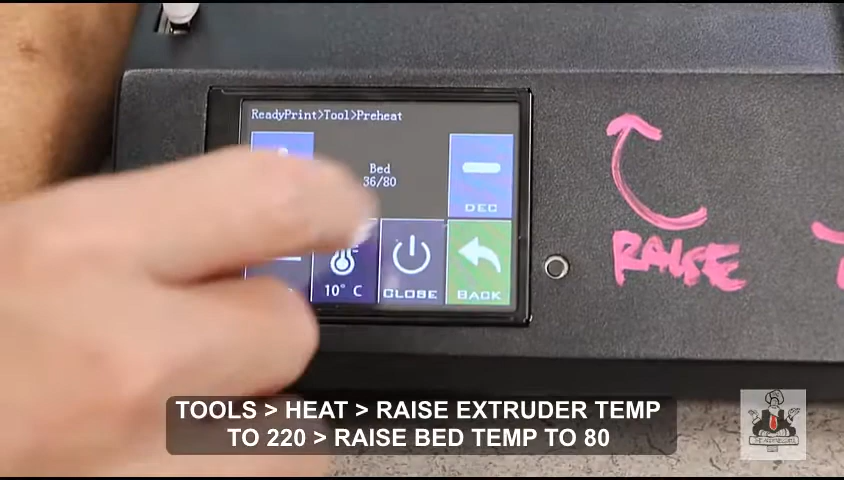 ReadyPrint>Tool>Preheat
Bed
36/80
DEC
10° C
CLOSE
BACK
RAISE
TOOLS > HEAT > RAISE EXTRUDER TEMP
TO 220 > RAISE BED TEMP TO 80